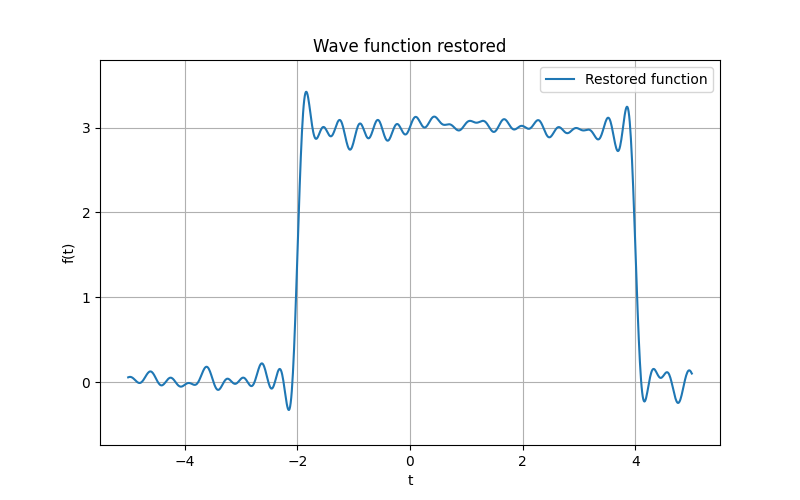 Wave function restored
Restored function
3
2
1
0
f(t)
−4
−2
0
2
4
t